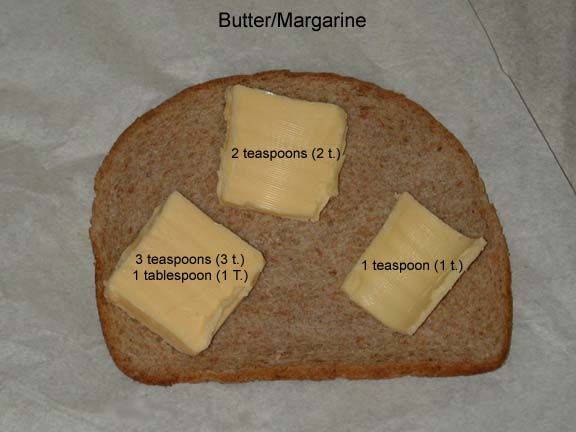 Butter/Margarine
2 teaspoons (2 t.)
3 teaspoons (3 t.)
1 tablespoon (1 T.)
1 teaspoon (1 t.)